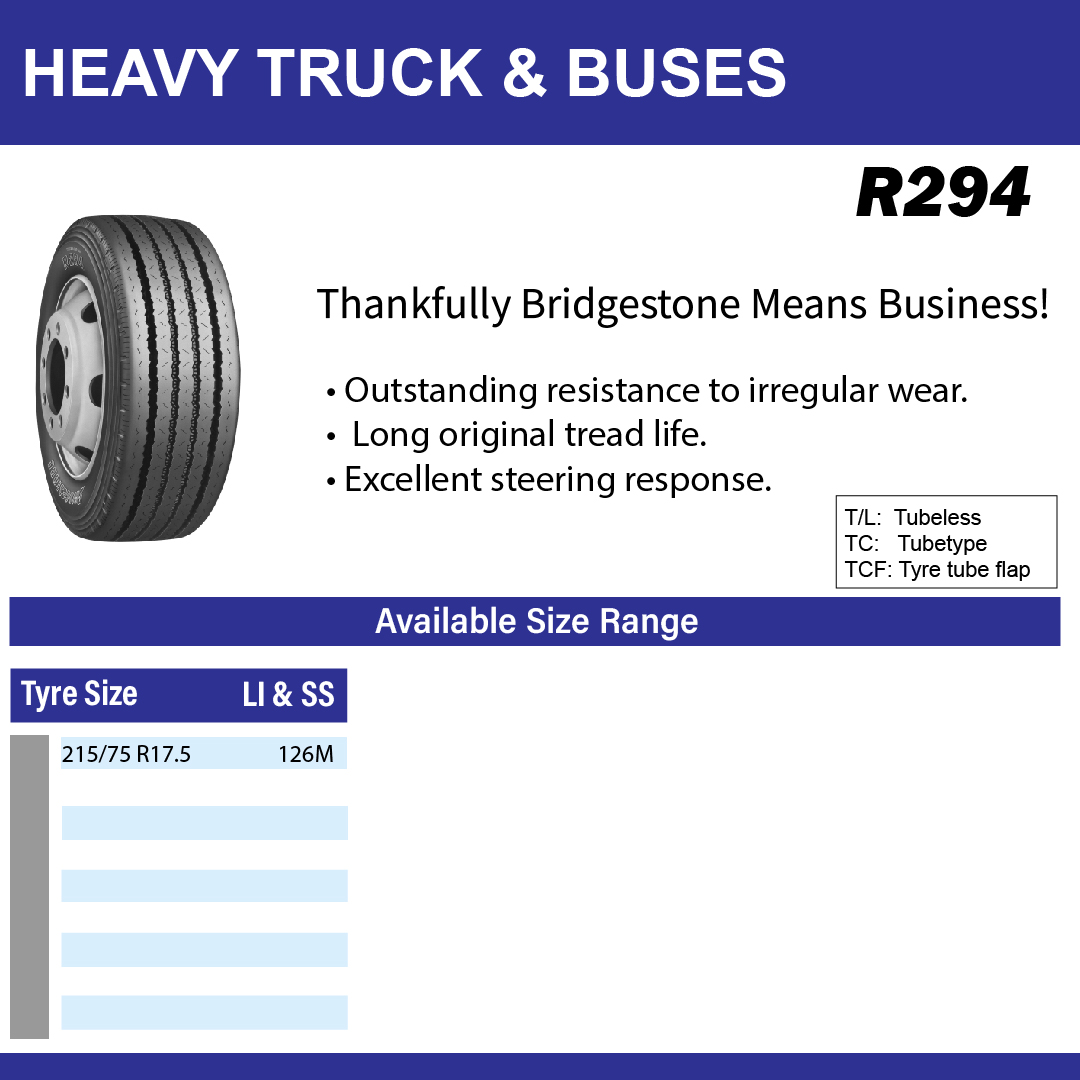 HEAVY TRUCK & BUSES
R294
Thankfully Bridgestone Means Business!
• Outstanding resistance to irregular wear.
• Long original tread life.
• Excellent steering response.
T/L: Tubeless
TC: Tubetype
TCF: Tyre tube flap
Available Size Range
Tyre Size LI & SS
215/75 R17.5 126M